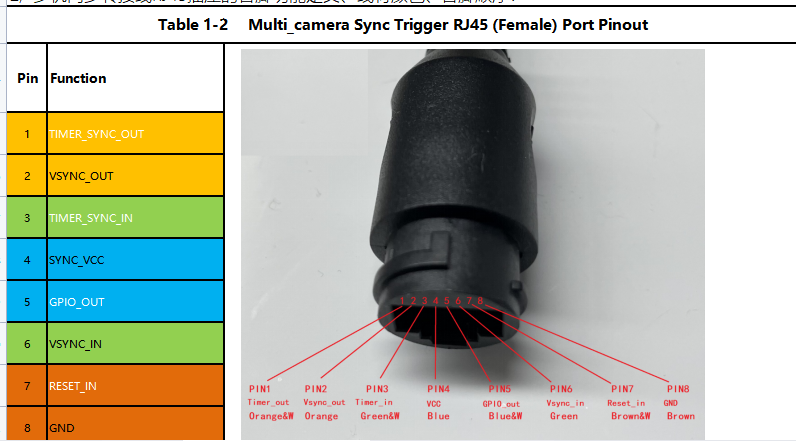 Table 1-2 Multi_camera Sync Trigger RJ45 (Female) Port Pinout
Pin Function
1 TIMER_SYNC_OUT
2 VSYNC_OUT
3 TIMER_SYNC_IN
4 SYNC_VCC
5 GPIO_OUT
6 VSYNC_IN
7 RESET_IN
8 GND
1 2 3 4 5 6 7 8
PIN1 PIN2 PIN3 PIN4 PIN5 PIN6 PIN7 PIN8
Timer_out Vsync_out Timer_in VCC GPIO_out Vsync_in Reset_in GND
Orange&W Orange Green&W Blue Blue&W Green Brown&W Brown